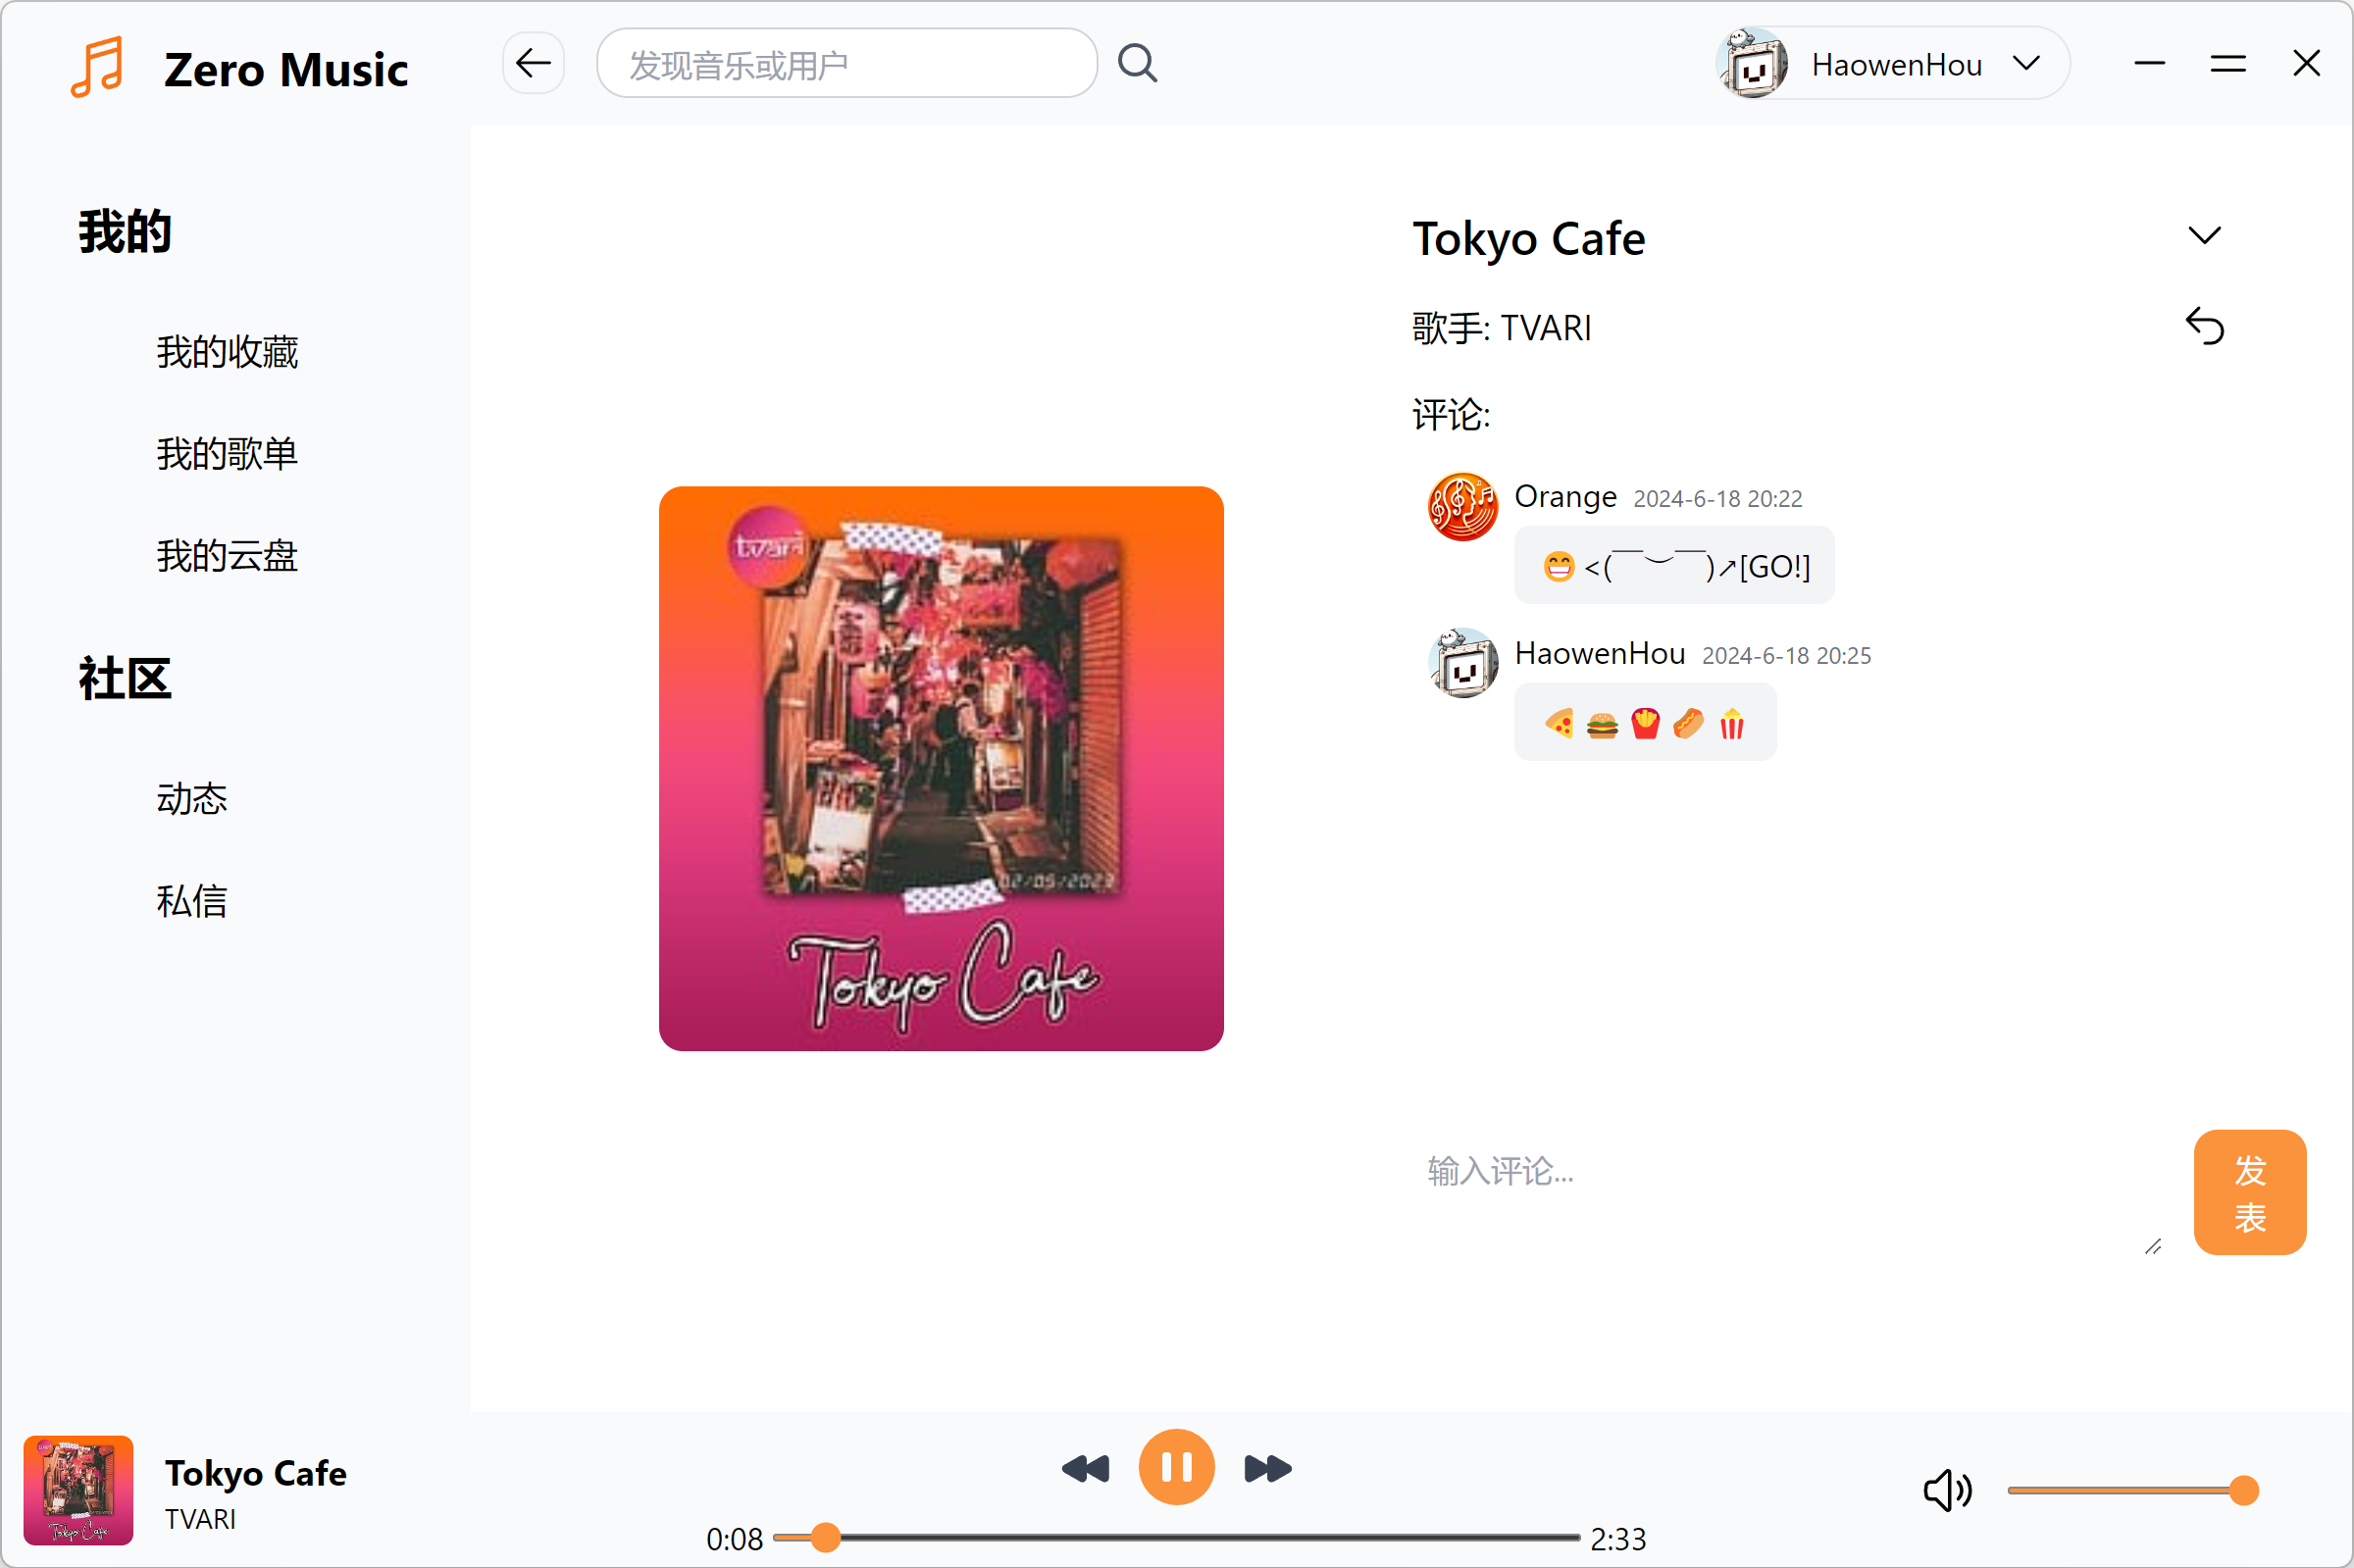 Zero Music
发现音乐或用户
HaowenHou
我的
我的收藏
我的歌单
我的云盘
社区
动态
私信
tvari
02/05/2022
Tokyo Cafe
Tokyo Cafe
歌手: TVARI
评论:
Orange 2024-6-18 20:22
😁 <(￣︶￣)↗[GO!]
HaowenHou 2024-6-18 20:25
🍕 🍔 🍟 🌭 🍿
输入评论...
发
表
Tokyo Cafe
Tokyo Cafe
TVARI
0:08
2:33